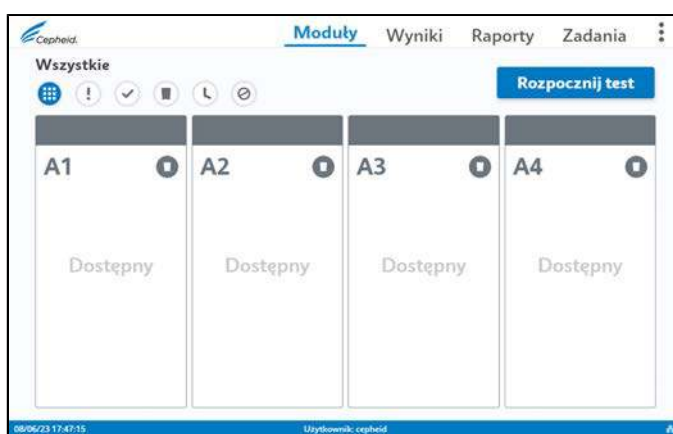 Cepheid.
Moduły Wyniki Raporty Zadania
Wszystkie
Rozpocznij test
A1 A2 A3 A4
Dostępny Dostępny Dostępny Dostępny
08/06/23 17:47:15 Użytkownik: cepheid